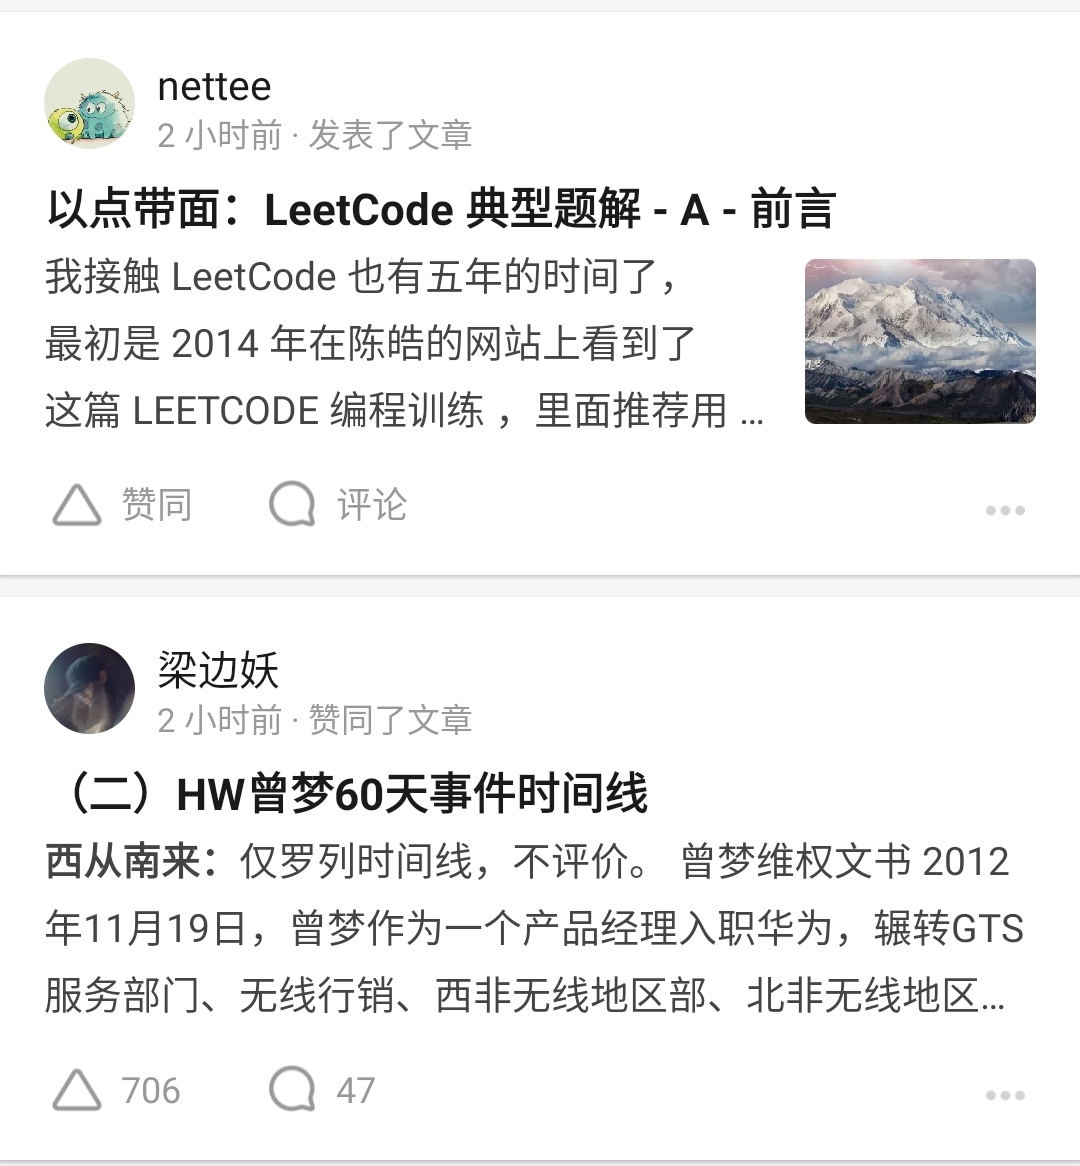 nettee
2 小时前 · 发表了文章
以点带面：LeetCode 典型题解 - A - 前言
我接触 LeetCode 也有五年的时间了，
最初是 2014 年在陈皓的网站上看到了
这篇 LEETCODE 编程训练 ，里面推荐用 ...
赞同 评论
梁边妖
2 小时前 · 赞同了文章
（二）HW曾梦60天事件时间线
西从南来：仅罗列时间线，不评价。 曾梦维权文书 2012
年11月19日，曾梦作为一个产品经理入职华为，辗转GTS
服务部门、无线行销、西非无线地区部、北非无线地区...
706 47